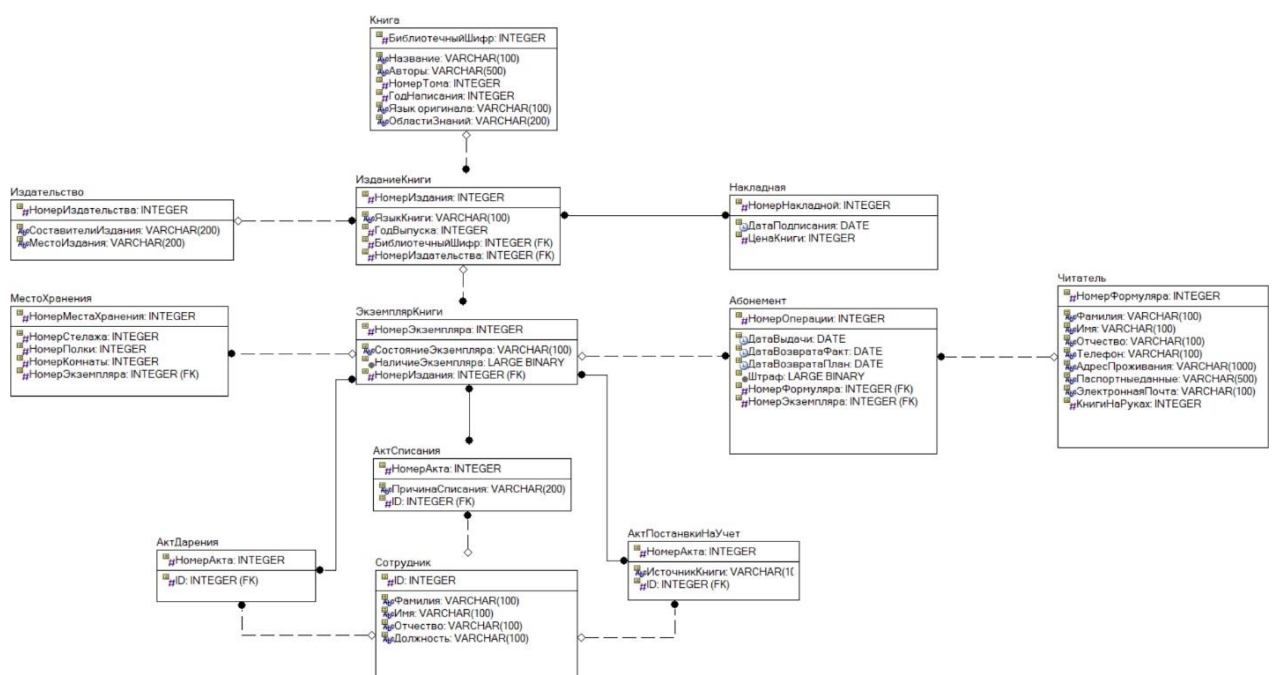 Книга
БиблиотечныйШифр: INTEGER
Название: VARCHAR(100)
Авторы: VARCHAR(500)
НомерТома: INTEGER
ГодНаписания: INTEGER
Язык оригинала: VARCHAR(100)
ОбластиЗнаний: VARCHAR(200)
Издательство
НомерИздательства: INTEGER
СоставителиИздания: VARCHAR(200)
МестоИздания: VARCHAR(200)
ИзданиеКниги
НомерИздания: INTEGER
ЯзыкКниги: VARCHAR(100)
ГодВыпуска: INTEGER
БиблиотечныйШифр: INTEGER (FK)
НомерИздательства: INTEGER (FK)
Накладная
НомерНакладной: INTEGER
ДатаПодписания: DATE
ЦенаКниги: INTEGER
МестоХранения
НомерМестаХранения: INTEGER
НомерСтелажа: INTEGER
НомерПолки: INTEGER
НомерКомнаты: INTEGER
НомерЭкземпляра: INTEGER (FK)
ЭкземплярКниги
НомерЭкземпляра: INTEGER
СостояниеЭкземпляра: VARCHAR(100)
НаличиеЭкземпляра: LARGE BINARY
НомерИздания: INTEGER (FK)
Абонемент
НомерОперации: INTEGER
ДатаВыдачи: DATE
ДатаВозвратаФакт: DATE
ДатаВозвратаПлан: DATE
Штраф: LARGE BINARY
НомерФормуляра: INTEGER (FK)
НомерЭкземпляра: INTEGER (FK)
Читатель
НомерФормуляра: INTEGER
Фамилия: VARCHAR(100)
Имя: VARCHAR(100)
Отчество: VARCHAR(100)
Телефон: VARCHAR(100)
АдресПроживания: VARCHAR(1000)
Паспортныеданные: VARCHAR(500)
ЭлектроннаяПочта: VARCHAR(100)
КнигиНаРуках: INTEGER
АктСписания
НомерАкта: INTEGER
ПричинаСписания: VARCHAR(200)
ID: INTEGER (FK)
АктДарения
НомерАкта: INTEGER
ID: INTEGER (FK)
Сотрудник
ID: INTEGER
Фамилия: VARCHAR(100)
Имя: VARCHAR(100)
Отчество: VARCHAR(100)
Должность: VARCHAR(100)
АктПостанвкиНаУчет
НомерАкта: INTEGER
ИсточникКниги: VARCHAR(1(
ID: INTEGER (FK)